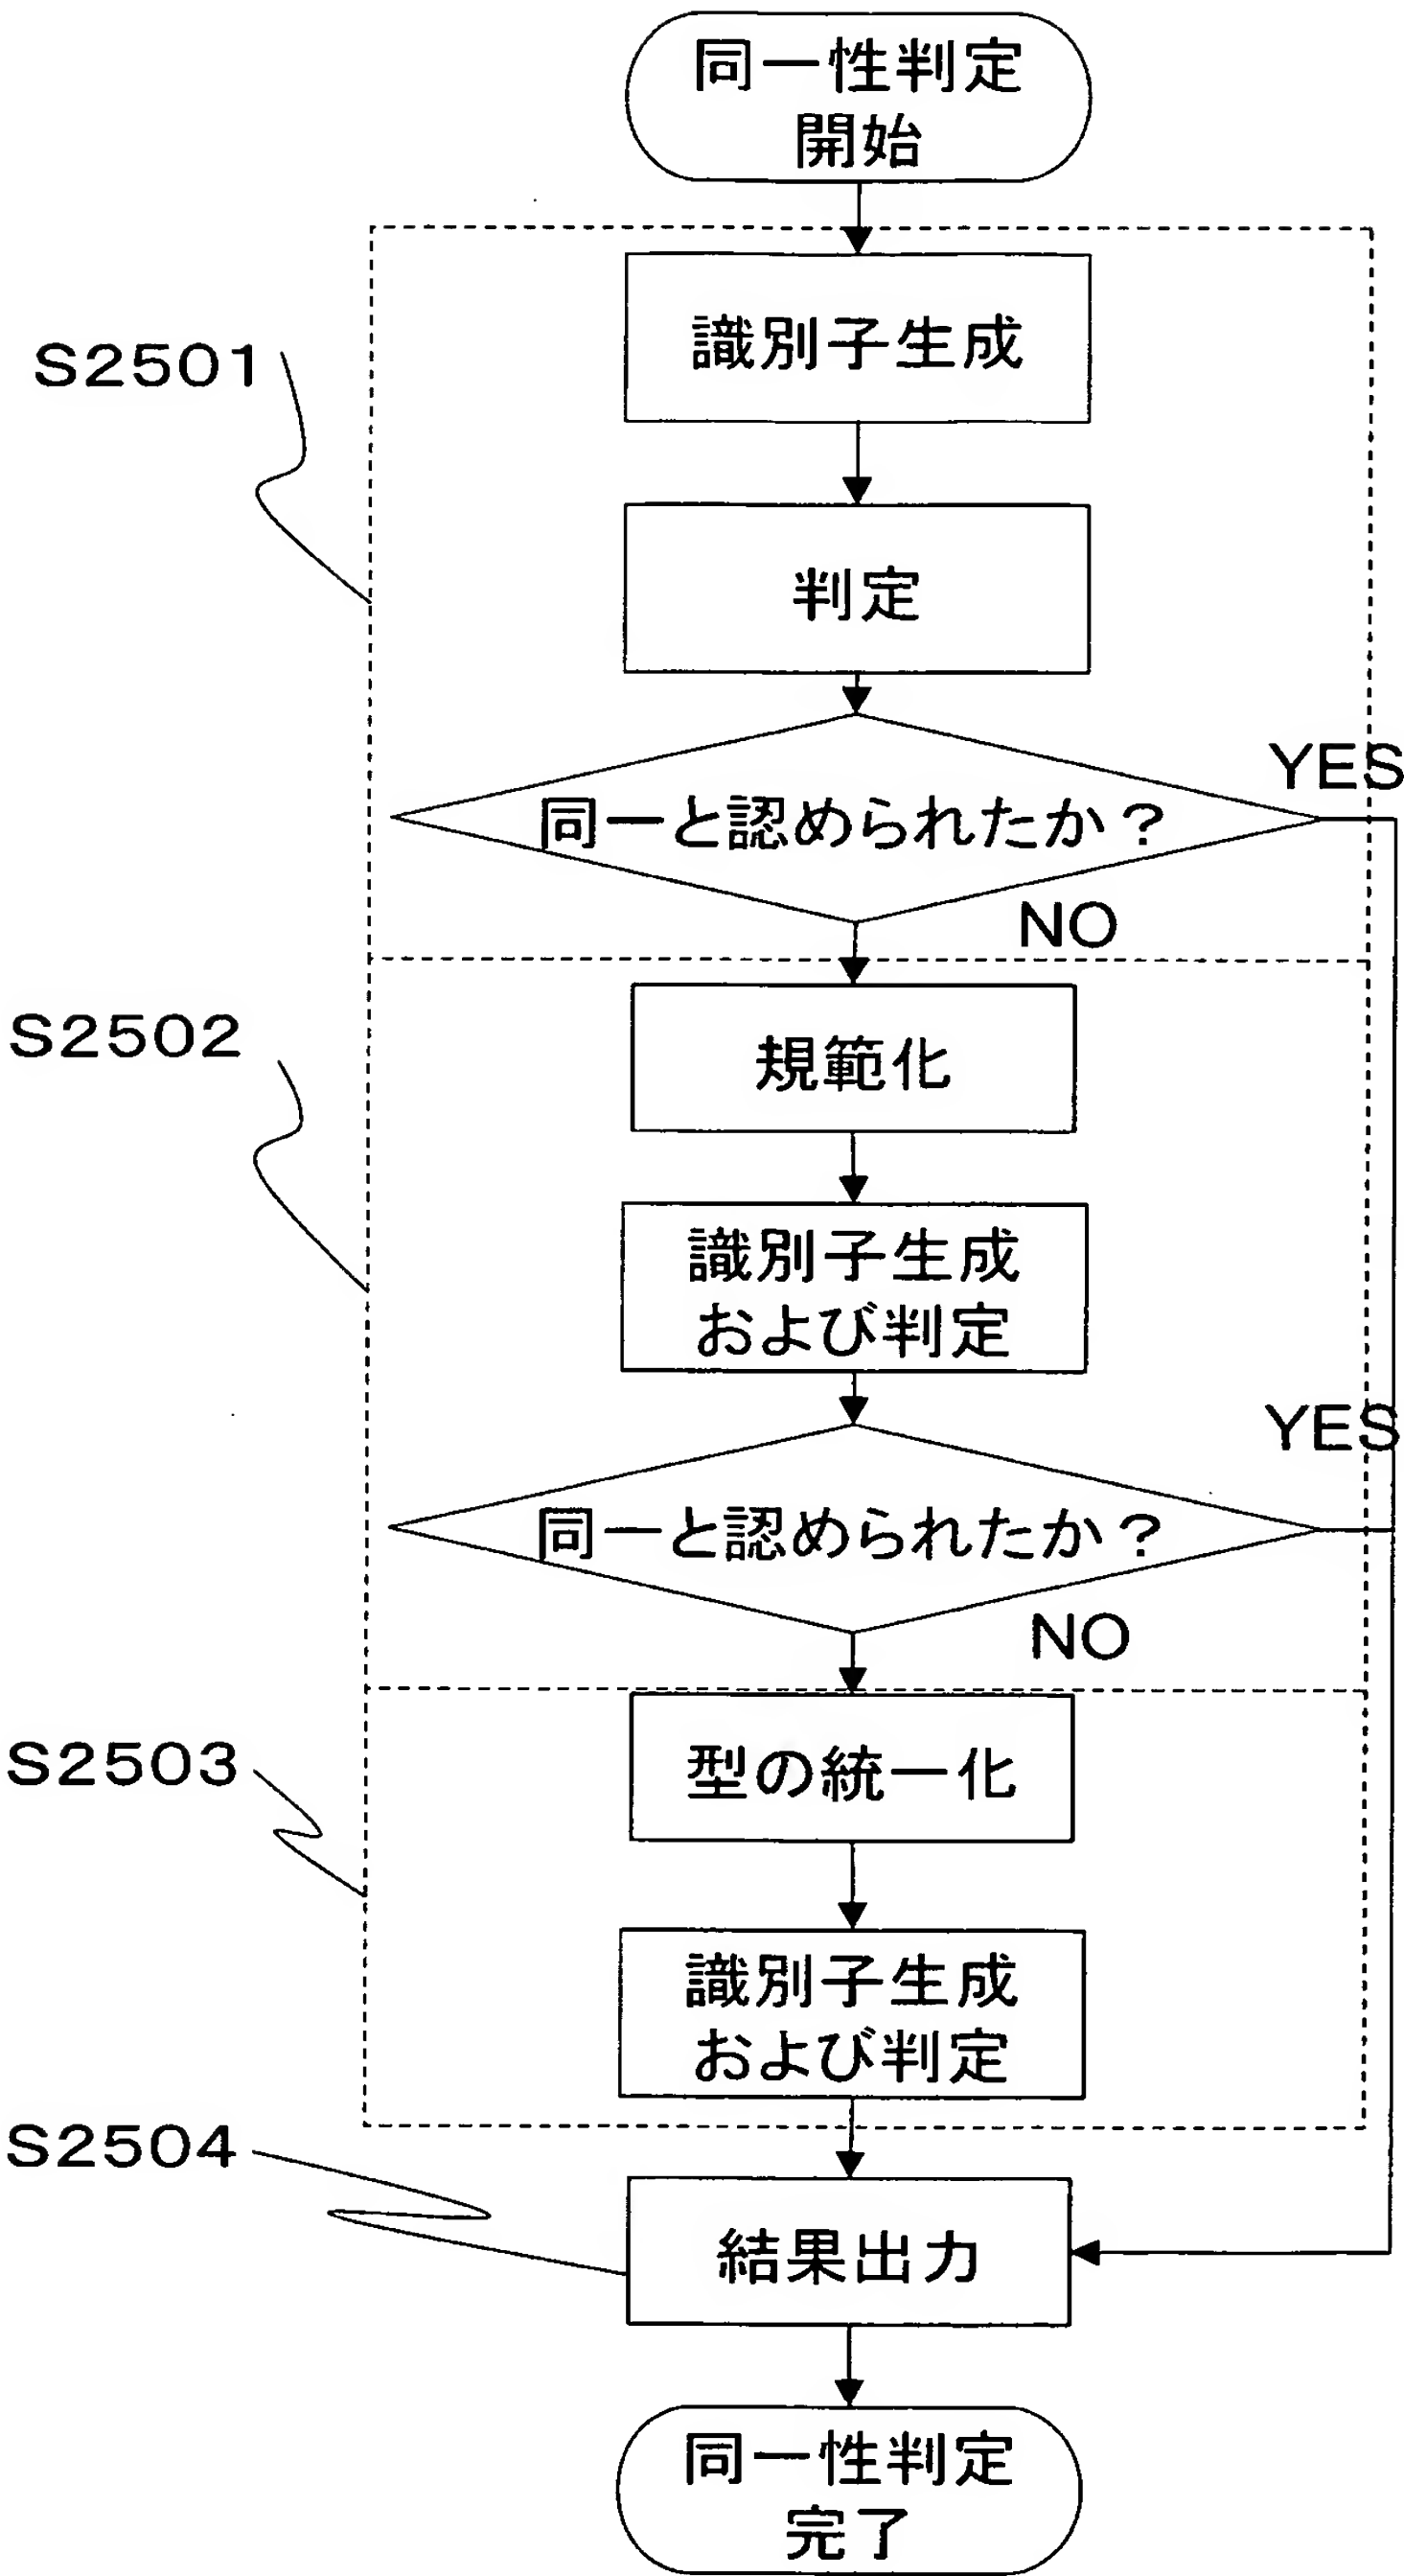 同一性判定
開始
S2501
識別子生成
判定
YES
同一と認められたか？
NO
S2502
規範化
識別子生成
および判定
YES
同一と認められたか？
NO
S2503
型の統一化
識別子生成
および判定
S2504
結果出力
同一性判定
完了